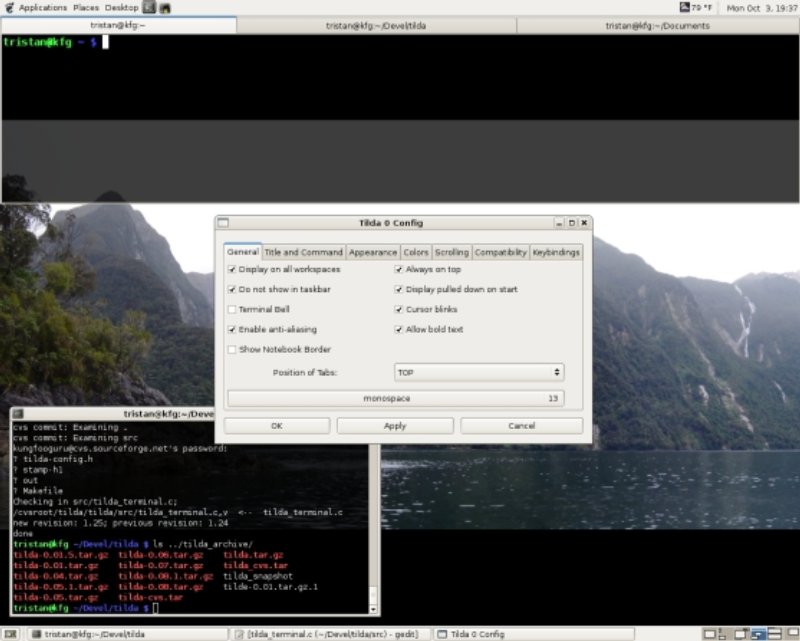 Applications Places Desktop 79 °F Mon Oct 3, 19:37
tristan@kfg:~ tristan@kfg:~/Devel/tilda tristan@kfg:~/Documents
tristan@kfg ~ $
Tilda 0 Config
General Title and Command Appearance Colors Scrolling Compatibility Keybindings
Display on all workspaces Always on top
Do not show in taskbar Display pulled down on start
Terminal Bell Cursor blinks
Enable anti-aliasing Allow bold text
Show Notebook Border
Position of Tabs: TOP
monospace 13
OK Apply Cancel
tristan@kfg:~/Deve
cvs commit: Examining .
cvs commit: Examining src
kungfooguru@cvs.sourceforge.net's password:
? tilda-config.h
? stamp-h1
? out
? Makefile
Checking in src/tilda_terminal.c;
/cvsroot/tilda/tilda/src/tilda_terminal.c,v <-- tilda_terminal.c
new revision: 1.25; previous revision: 1.24
done
tristan@kfg ~/Devel/tilda $ ls ../tilda_archive/
tilda-0.01.5.tar.gz tilda-0.06.tar.gz tilda.tar.gz
tilda-0.01.tar.gz tilda-0.07.tar.gz tilda_cvs.tar
tilda-0.04.tar.gz tilda-0.08.1.tar.gz tilda_snapshot
tilda-0.05.1.tar.gz tilda-0.08.tar.gz tilde-0.01.tar.gz.1
tilda-0.05.tar.gz tilda-cvs.tar
tristan@kfg ~/Devel/tilda $
tristan@kfg:~/Devel/tilda [tilda_terminal.c (~/Devel/tilda/src) - gedit] Tilda 0 Config